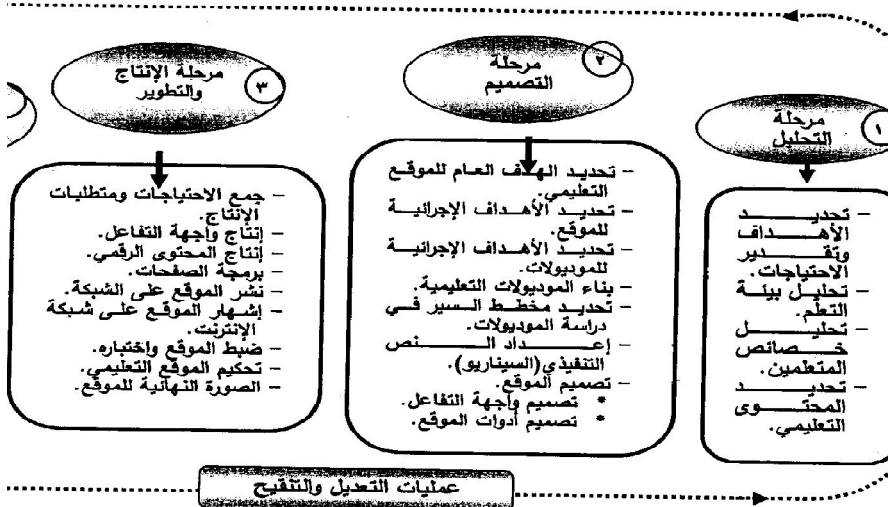 ١
مرحلة
التحليل
- تحديد
الأهداف
وتقدير
الاحتياجات.
- تحليل بيئة
التعلم.
- تحليل
خصائص
المتعلمين.
- تحديد
المحتوى
التعليمي.
٢
مرحلة
التصميم
- تحديد الهدف العام للموقع
التعليمي.
- تحديد الأهداف الإجرائية
للموقع.
- تحديد الأهداف الإجرائية
للموديولات.
- بناء الموديولات التعليمية.
- تحديد مخطط السير في
دراسة الموديولات.
- إعداد النص
التنفيذي(السيناريو).
- تصميم الموقع.
* تصميم واجهة التفاعل.
* تصميم أدوات الموقع.
٣
مرحلة الإنتاج
والتطوير
- جمع الاحتياجات ومتطلبات
الإنتاج.
- إنتاج واجهة التفاعل.
- إنتاج المحتوى الرقمي.
- برمجة الصفحات.
- نشر الموقع على الشبكة.
- إشهار الموقع على شبكة
الإنترنت.
- ضبط الموقع واختباره.
- تحكيم الموقع التعليمي.
- الصورة النهائية للموقع.
عمليات التعديل والتنقيح